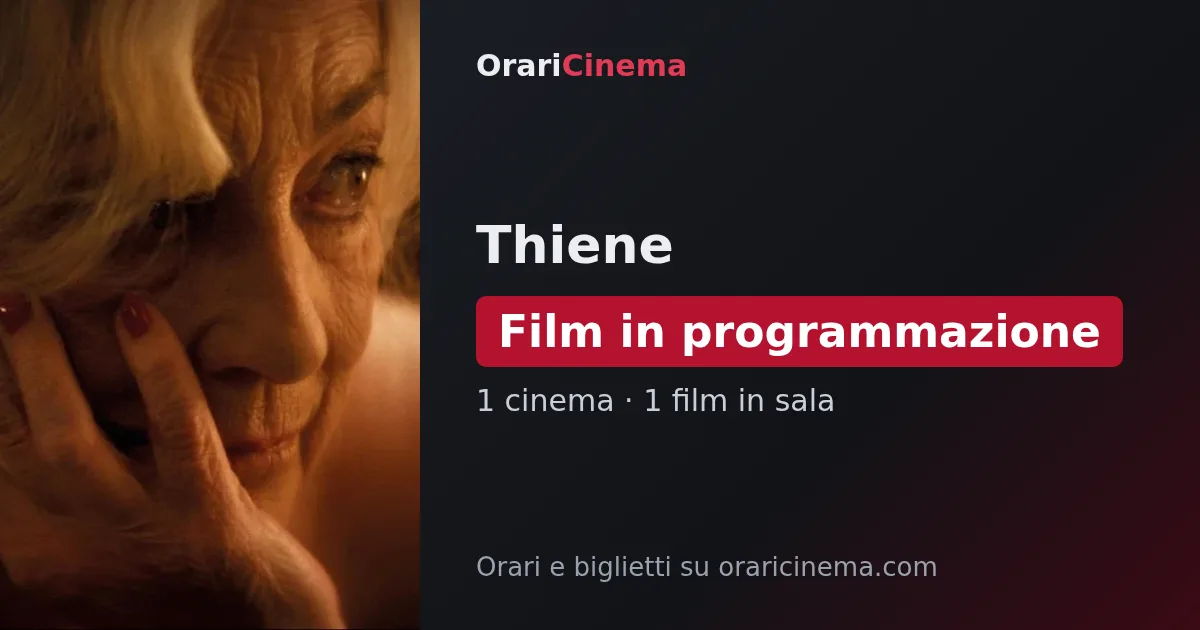 OrariCinema
Thiene
Film in programmazione
1 cinema · 1 film in sala
Orari e biglietti su oraricinema.com